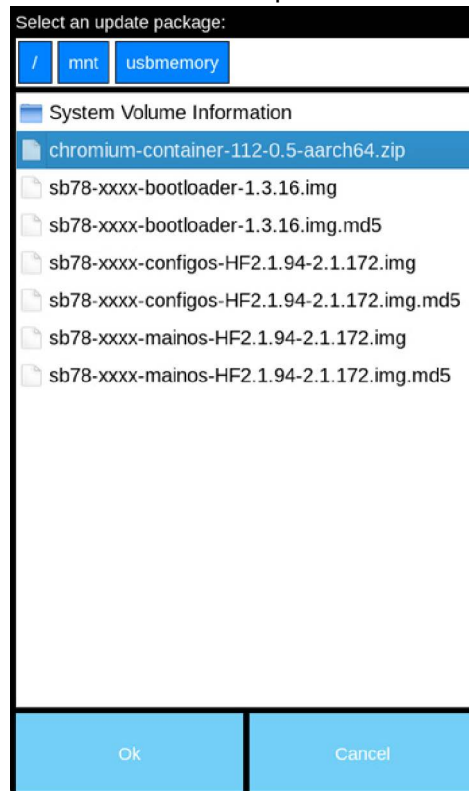 Select an update package:
/ mnt usbmemory
System Volume Information
chromium-container-112-0.5-aarch64.zip
sb78-xxxx-bootloader-1.3.16.img
sb78-xxxx-bootloader-1.3.16.img.md5
sb78-xxxx-configos-HF2.1.94-2.1.172.img
sb78-xxxx-configos-HF2.1.94-2.1.172.img.md5
sb78-xxxx-mainos-HF2.1.94-2.1.172.img
sb78-xxxx-mainos-HF2.1.94-2.1.172.img.md5
Ok Cancel